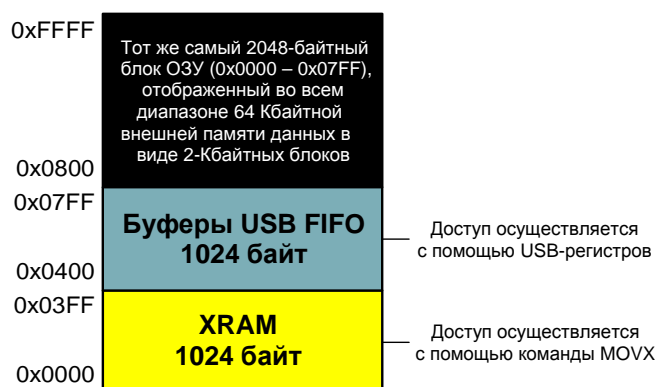 0xFFFF
Тот же самый 2048-байтный
блок ОЗУ (0x0000 – 0x07FF),
отображенный во всем
диапазоне 64 Кбайтной
внешней памяти данных в
виде 2-Кбайтных блоков
0x0800
0x07FF
Буферы USB FIFO
1024 байт
Доступ осуществляется
с помощью USB-регистров
0x0400
0x03FF
XRAM
1024 байт
Доступ осуществляется
с помощью команды MOVX
0x0000